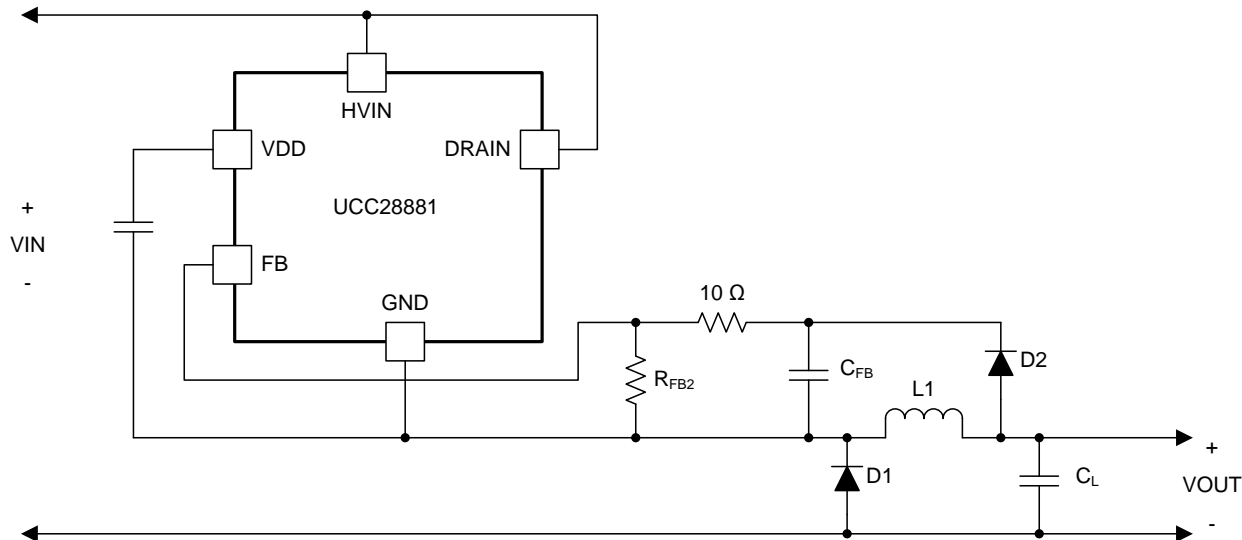 HVIN
VDD
DRAIN
UCC28881
+
VIN
-
FB
GND
10 Ω
RFB2
CFB
D2
L1
D1
CL
+
VOUT
-